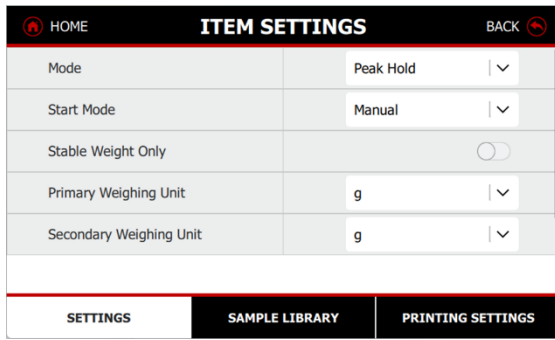 HOME ITEM SETTINGS BACK
Mode Peak Hold
Start Mode Manual
Stable Weight Only
Primary Weighing Unit g
Secondary Weighing Unit g
SETTINGS SAMPLE LIBRARY PRINTING SETTINGS